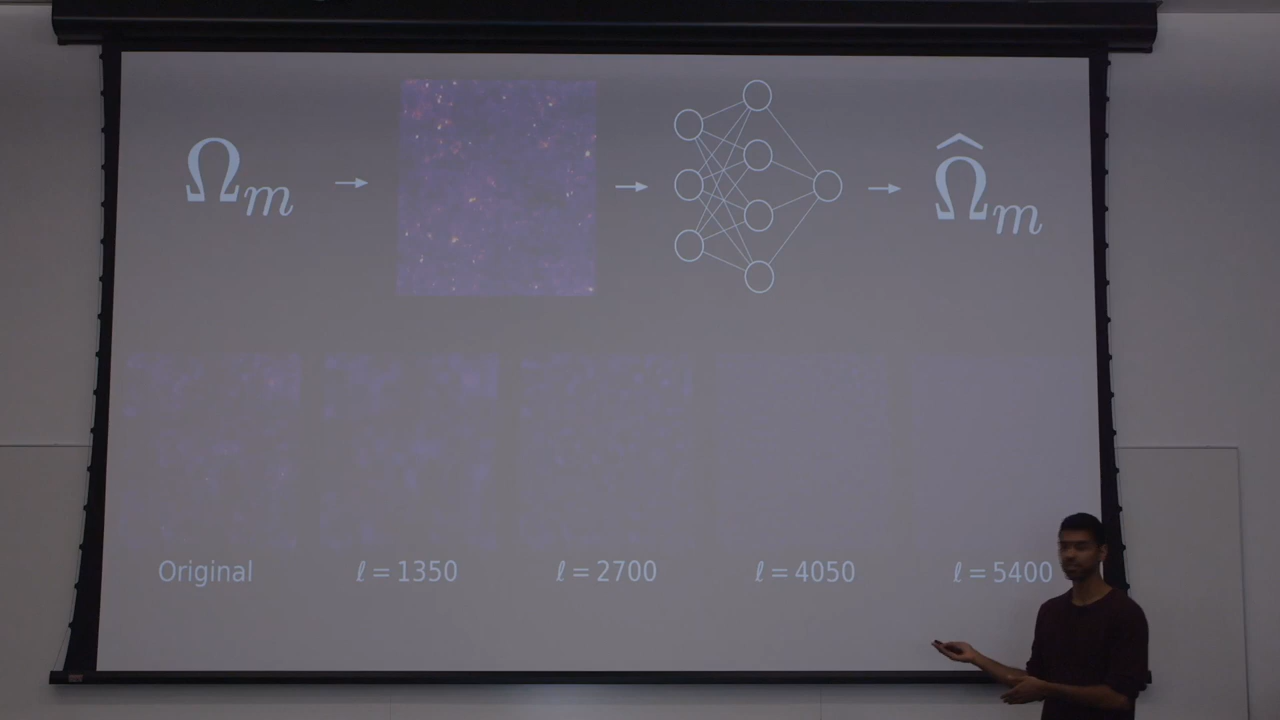 Ωₘ
Ω̂ₘ
Original
ℓ = 1350
ℓ = 2700
ℓ = 4050
ℓ = 5400